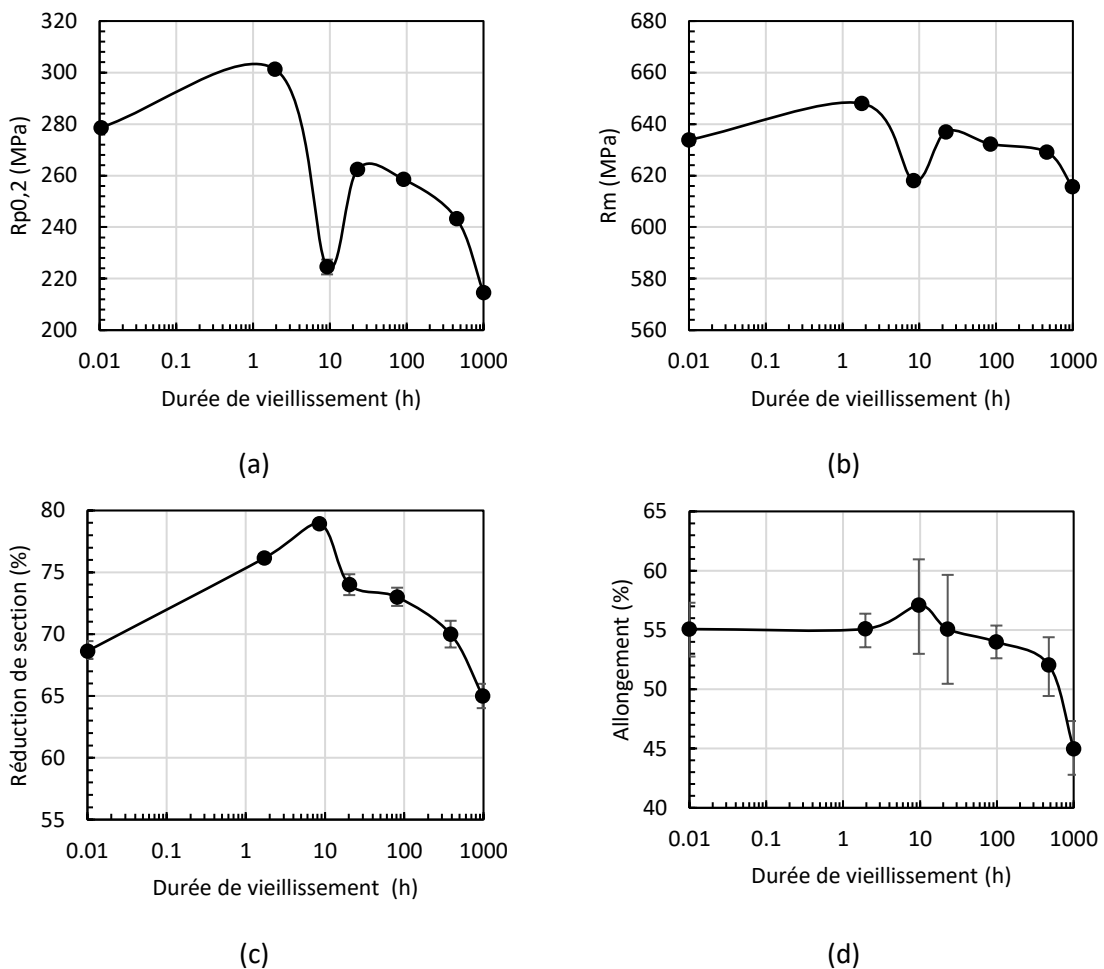 Rp0,2 (MPa)
320
300
280
260
240
220
200
0.01 0.1 1 10 100 1000
Durée de vieillissement (h)
(a)
Rm (MPa)
680
660
640
620
600
580
560
0.01 0.1 1 10 100 1000
Durée de vieillissement (h)
(b)
Réduction de section (%)
80
75
70
65
60
55
0.01 0.1 1 10 100 1000
Durée de vieillissement (h)
(c)
Allongement (%)
65
60
55
50
45
40
0.01 0.1 1 10 100 1000
Durée de vieillissement (h)
(d)